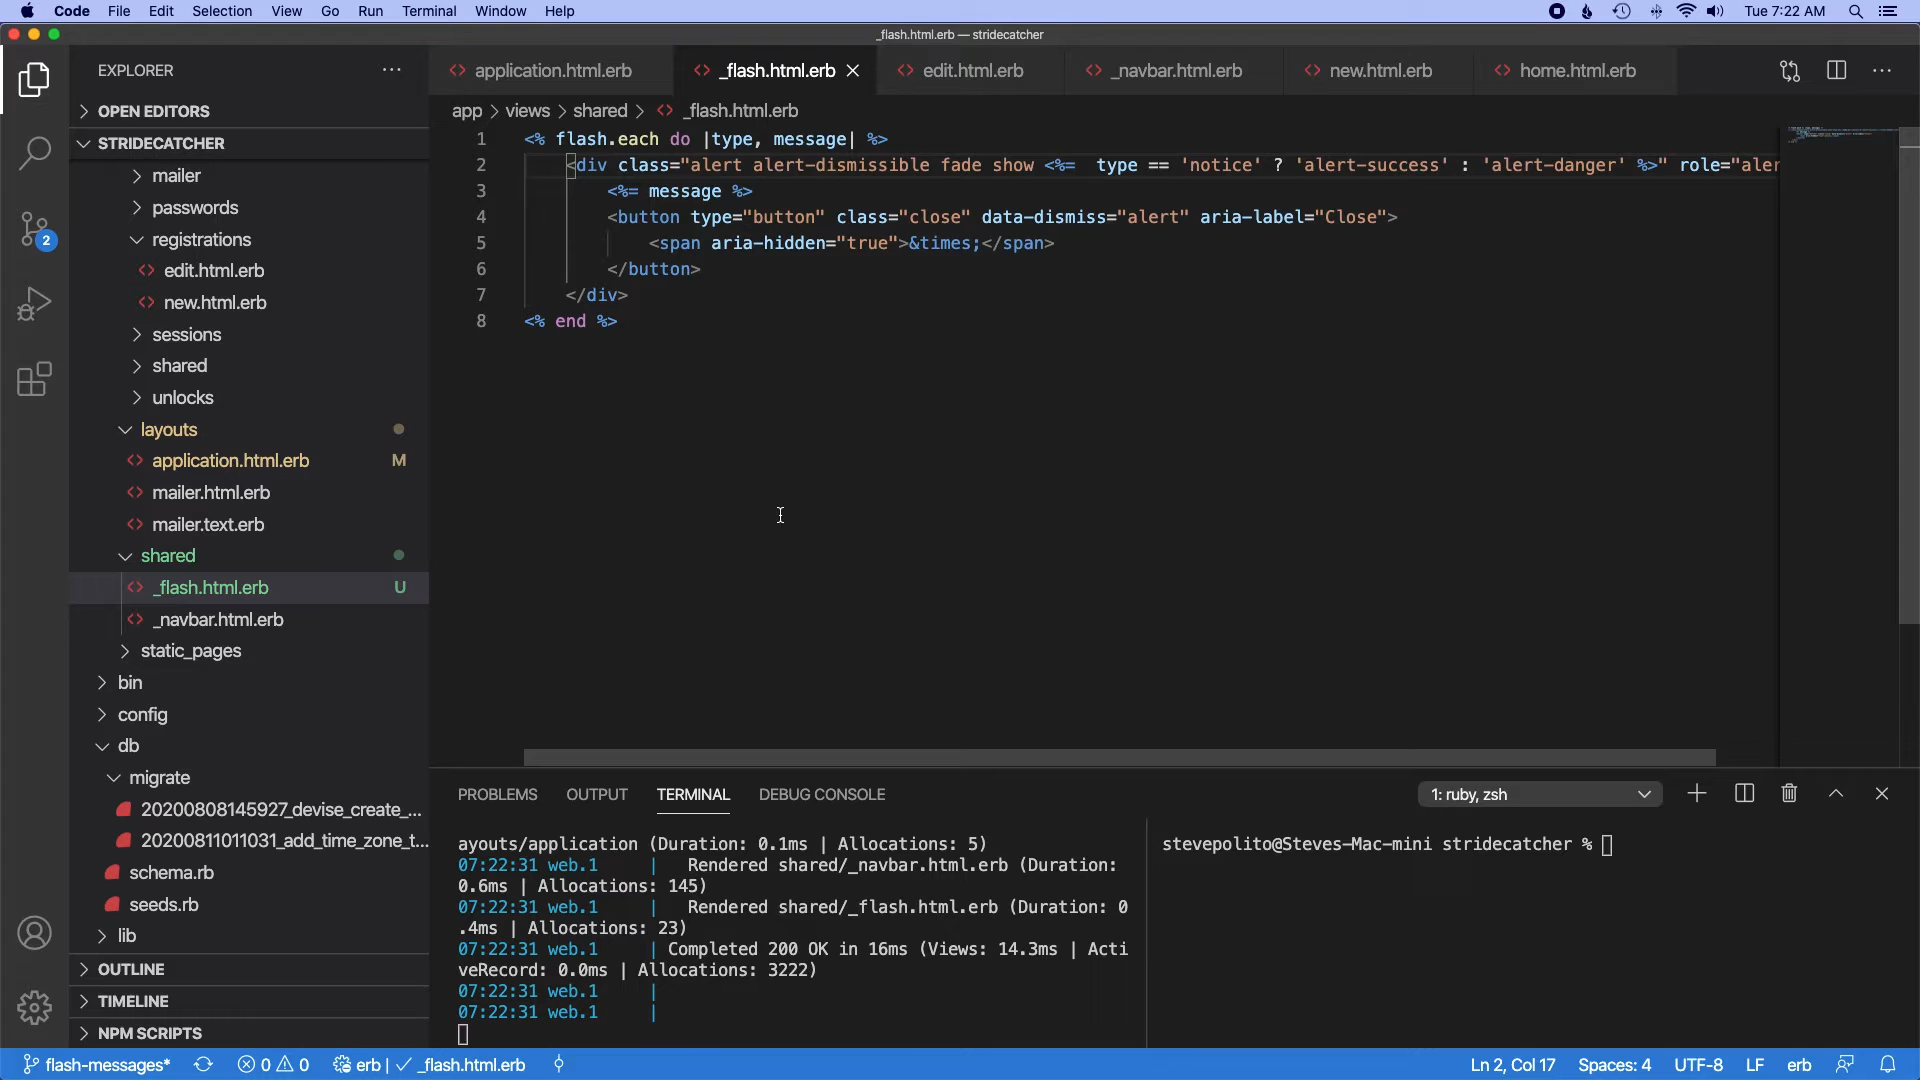 Code File Edit Selection View Go Run Terminal Window Help
Tue 7:22 AM
_flash.html.erb — stridecatcher
EXPLORER
OPEN EDITORS
STRIDECATCHER
mailer
passwords
registrations
edit.html.erb
new.html.erb
sessions
shared
unlocks
layouts
application.html.erb M
mailer.html.erb
mailer.text.erb
shared
_flash.html.erb U
_navbar.html.erb
static_pages
bin
config
db
migrate
20200808145927_devise_create_...
20200811011031_add_time_zone_t...
schema.rb
seeds.rb
lib
OUTLINE
TIMELINE
NPM SCRIPTS
2
application.html.erb _flash.html.erb edit.html.erb _navbar.html.erb new.html.erb home.html.erb
app > views > shared > _flash.html.erb
1 <% flash.each do |type, message| %>
2 <div class="alert alert-dismissible fade show <%=  type == 'notice' ? 'alert-success' : 'alert-danger' %>" role="aler
3 <%= message %>
4 <button type="button" class="close" data-dismiss="alert" aria-label="Close">
5 <span aria-hidden="true">&times;</span>
6 </button>
7 </div>
8 <% end %>
PROBLEMS OUTPUT TERMINAL DEBUG CONSOLE
1: ruby, zsh
ayouts/application (Duration: 0.1ms | Allocations: 5)
07:22:31 web.1 | Rendered shared/_navbar.html.erb (Duration:
0.6ms | Allocations: 145)
07:22:31 web.1 | Rendered shared/_flash.html.erb (Duration: 0
.4ms | Allocations: 23)
07:22:31 web.1 | Completed 200 OK in 16ms (Views: 14.3ms | Acti
veRecord: 0.0ms | Allocations: 3222)
07:22:31 web.1 |
07:22:31 web.1 |
stevepolito@Steves-Mac-mini stridecatcher %
flash-messages* 0 0 erb | ✓ _flash.html.erb
Ln 2, Col 17 Spaces: 4 UTF-8 LF erb